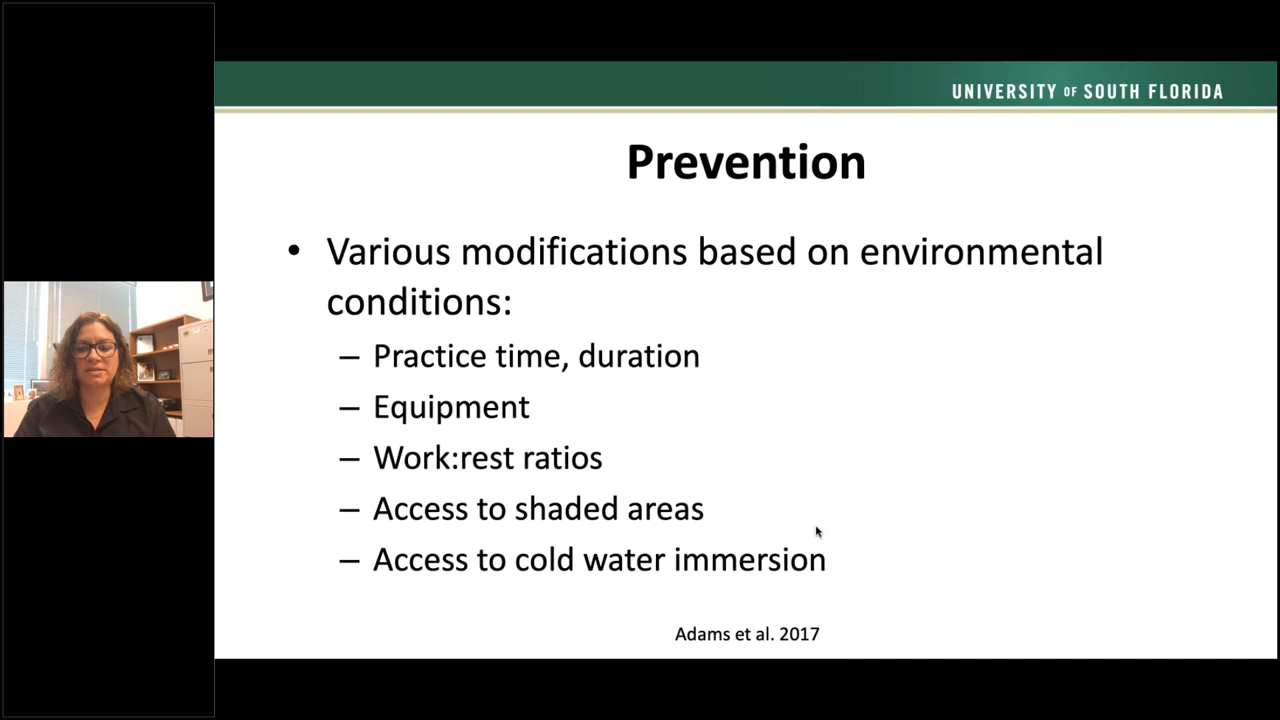 UNIVERSITY OF SOUTH FLORIDA
Prevention
• Various modifications based on environmental
conditions:
– Practice time, duration
– Equipment
– Work:rest ratios
– Access to shaded areas
– Access to cold water immersion
Adams et al. 2017